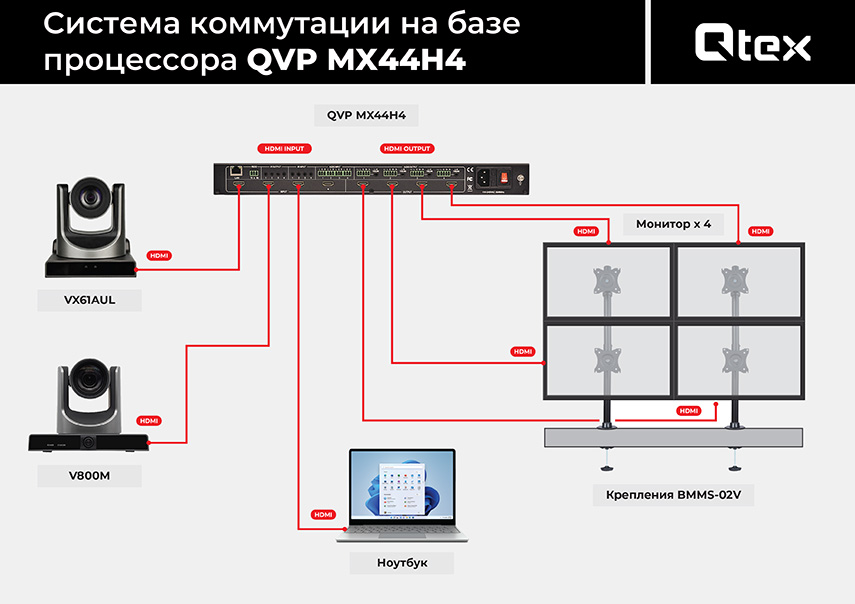 Система коммутации на базе
процессора QVP MX44H4
Qtex
QVP MX44H4
HDMI INPUT
HDMI OUTPUT
HDMI
Монитор x 4
HDMI
HDMI
VX61AUL
HDMI
HDMI
HDMI
V800M
Крепления BMMS-02V
HDMI
Ноутбук